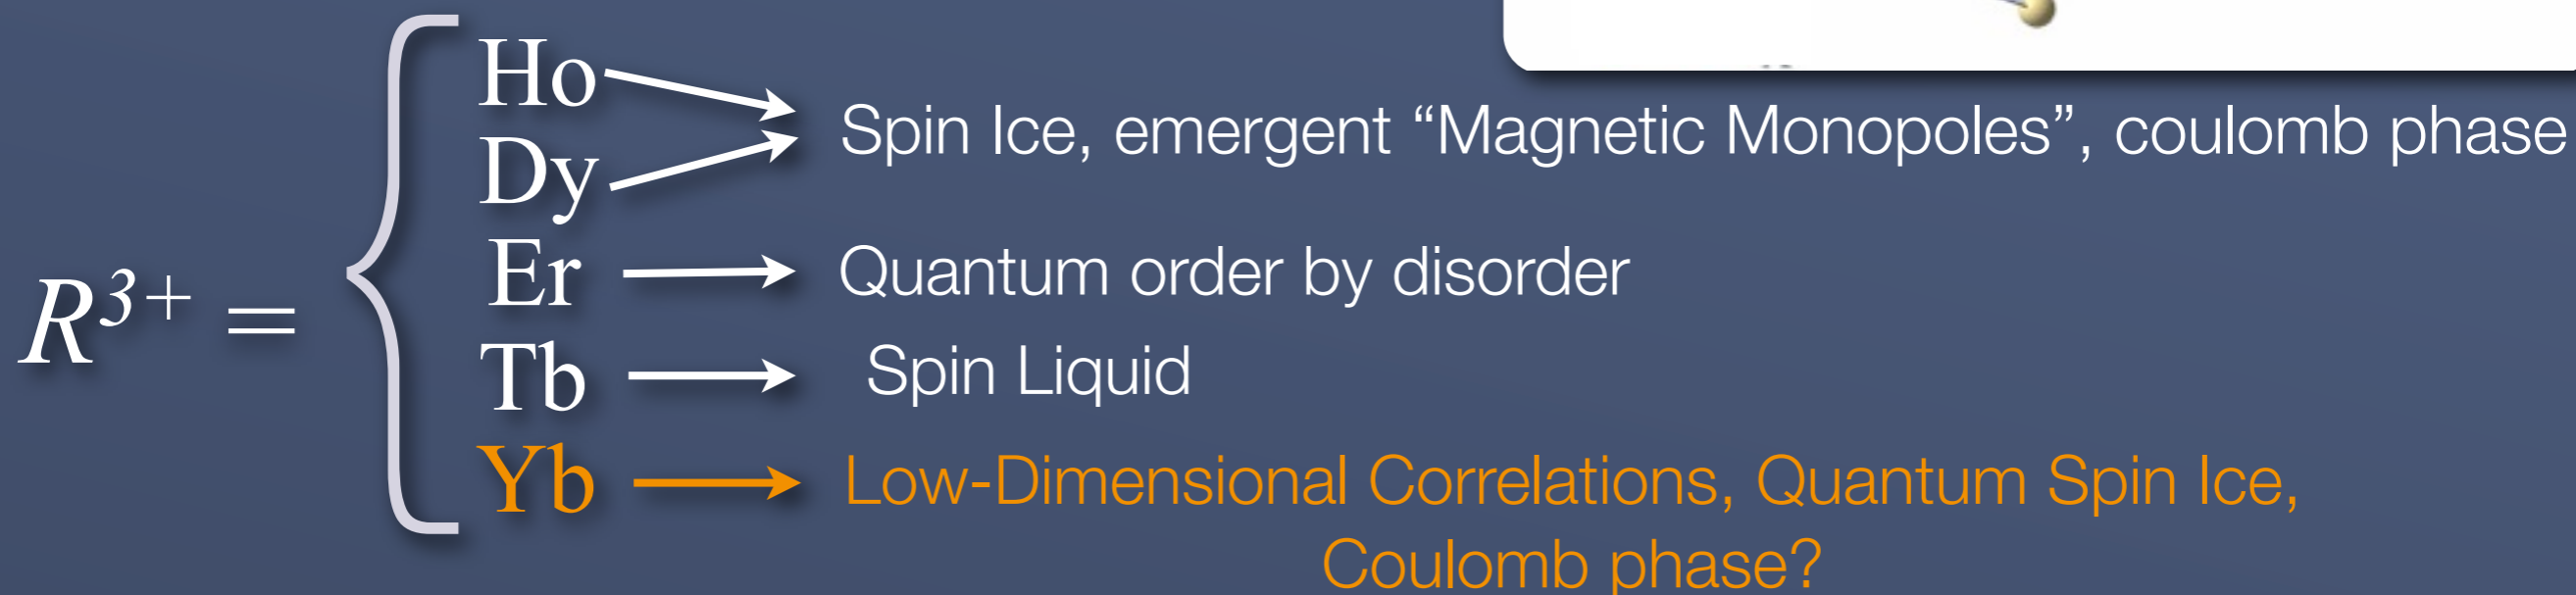 Ho
Dy
Spin Ice, emergent “Magnetic Monopoles”, coulomb phase
Er
Quantum order by disorder
R³⁺ =
Tb
Spin Liquid
Yb
Low-Dimensional Correlations, Quantum Spin Ice,
Coulomb phase?